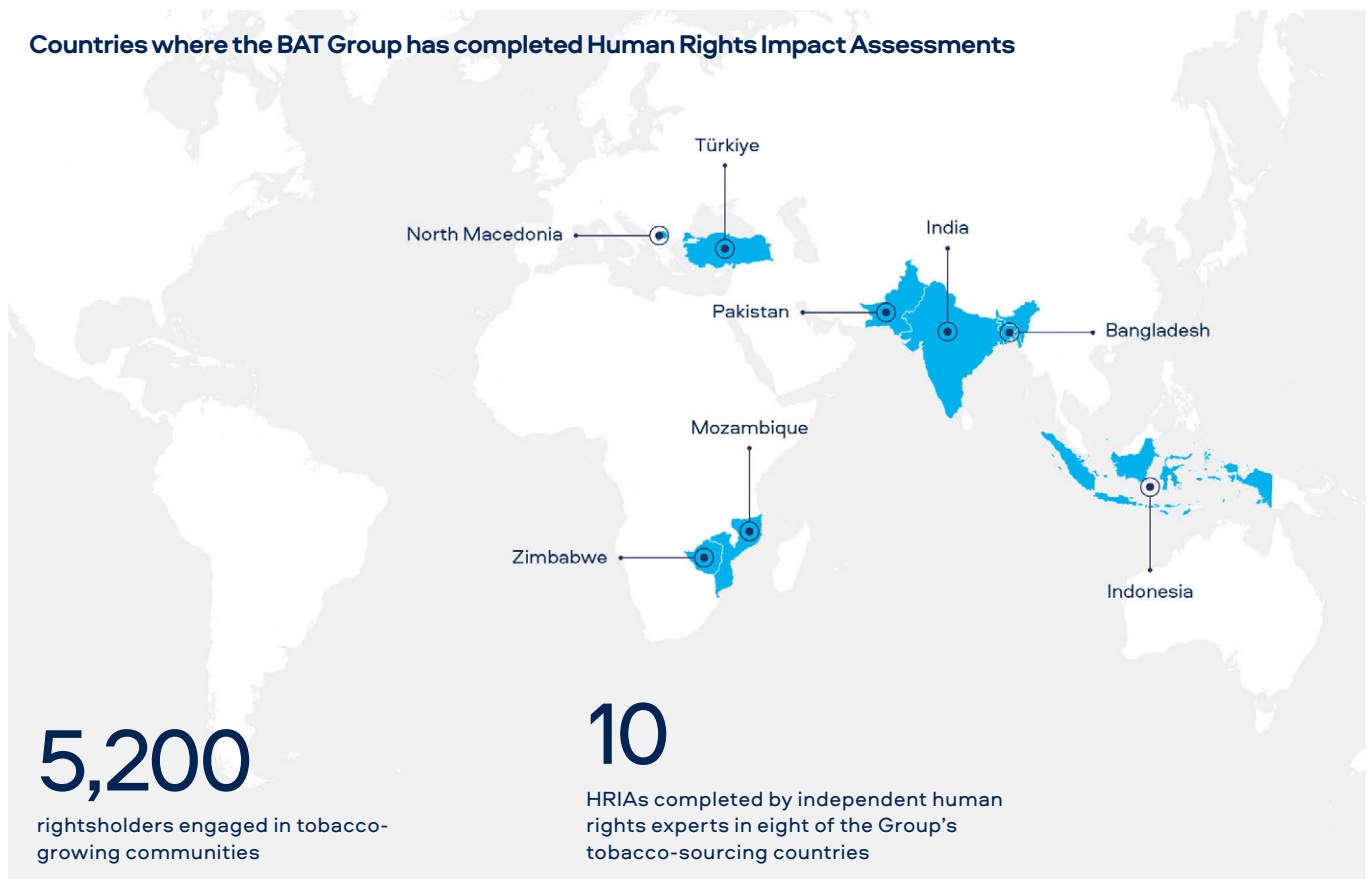 Countries where the BAT Group has completed Human Rights Impact Assessments
Türkiye
North Macedonia
India
Pakistan
Bangladesh
Mozambique
Zimbabwe
Indonesia
5,200
rightsholders engaged in tobacco-
growing communities
10
HRIAs completed by independent human
rights experts in eight of the Group’s
tobacco-sourcing countries